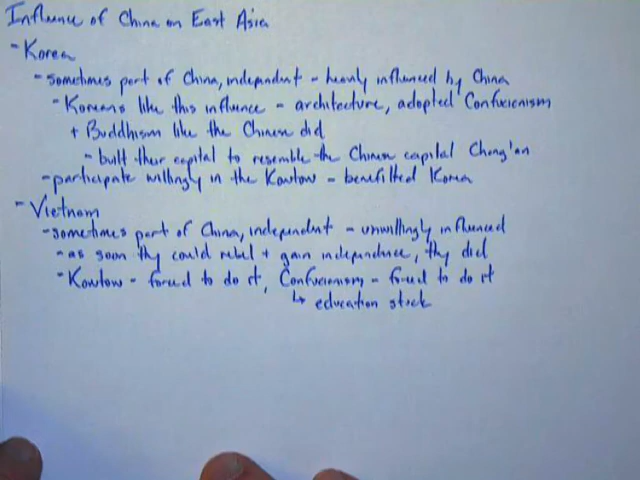 Influence of China on East Asia
- Korea
- sometimes part of China, independent - heavily influenced by China
- Koreans like this influence - architecture, adopted Confucianism
+ Buddhism like the Chinese did
- built their capital to resemble the Chinese capital Chang'an
- participate willingly in the Kowtow - benefitted Korea
- Vietnam
- sometimes part of China, independent - unwillingly influenced
- as soon they could rebel + gain independence, they did
- Kowtow - forced to do it, Confucianism - forced to do it
↳ education stuck